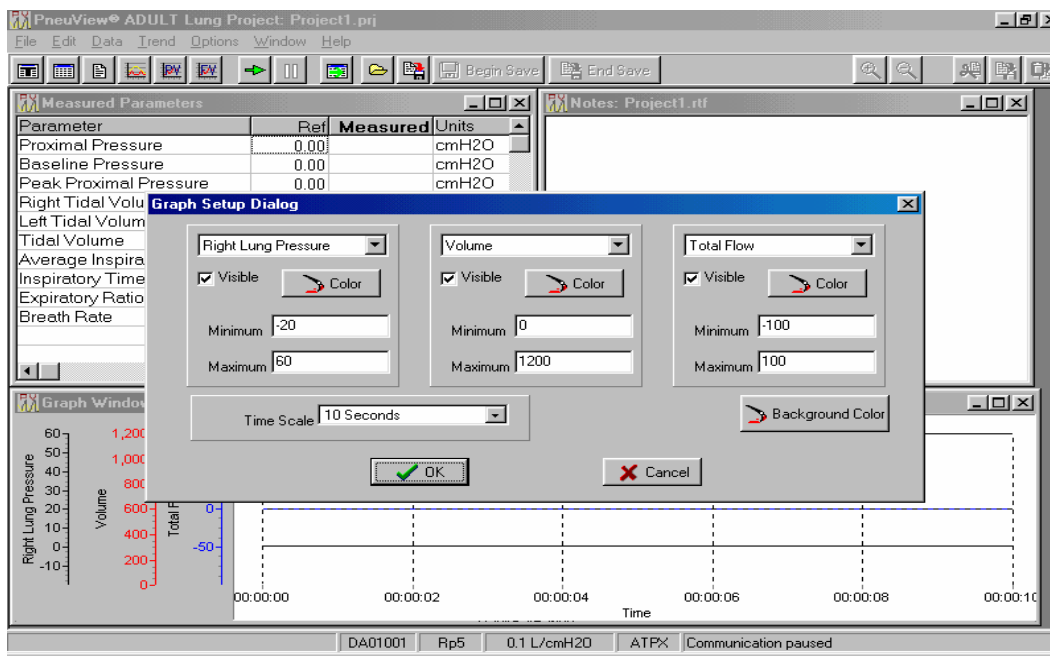 PneuView® ADULT Lung Project: Project1.prj
File Edit Data Trend Options Window Help
Begin Save End Save
Measured Parameters
Parameter Ref Measured Units
Proximal Pressure 0.00 cmH2O
Baseline Pressure 0.00 cmH2O
Peak Proximal Pressure 0.00 cmH2O
Right Tidal Volu
Left Tidal Volum
Tidal Volume
Average Inspira
Inspiratory Time
Expiratory Ratio
Breath Rate
Notes: Project1.rtf
Graph Setup Dialog
Right Lung Pressure
Visible Color
Minimum -20
Maximum 60
Volume
Visible Color
Minimum 0
Maximum 1200
Total Flow
Visible Color
Minimum -100
Maximum 100
Time Scale 10 Seconds
Background Color
OK Cancel
Graph Window
Right Lung Pressure
60
50
40
30
20
10
0
-10
Volume
1,200
1,000
800
600
400
200
0
Total F
0
-50
00:00:00 00:00:02 00:00:04 00:00:06 00:00:08 00:00:10
Time
DA01001 Rp5 0.1 L/cmH2O ATPX Communication paused